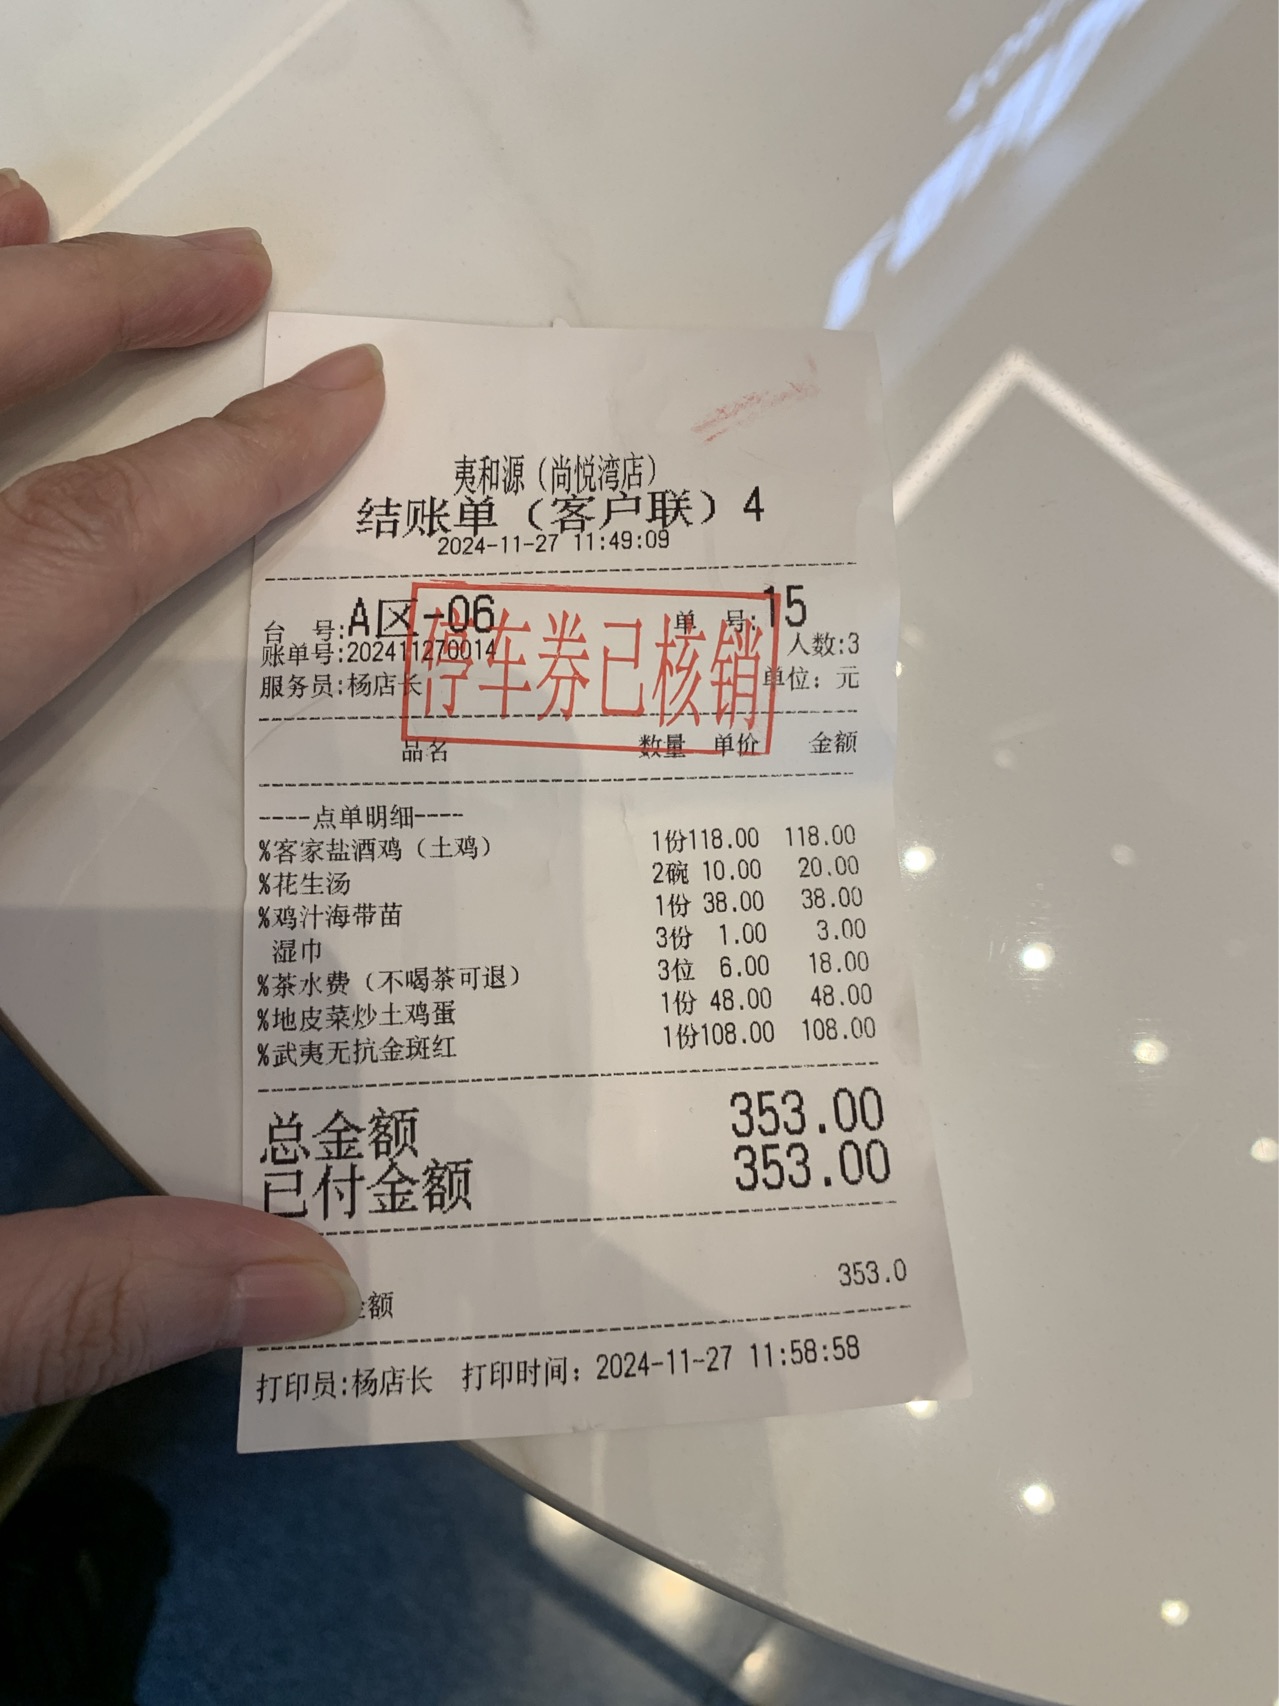 夷和源（尚悦湾店）
结账单（客户联）4
2024-11-27 11:49:09
台 号:A区-06 单 号:15
账单号:202411270014 人数:3
服务员:杨店长 单位：元
停车券已核销
品名 数量 单价 金额
----点单明细----
%客家盐酒鸡（土鸡） 1份118.00 118.00
%花生汤 2碗 10.00 20.00
%鸡汁海带苗 1份 38.00 38.00
湿巾 3份 1.00 3.00
%茶水费（不喝茶可退） 3位 6.00 18.00
%地皮菜炒土鸡蛋 1份 48.00 48.00
%武夷无抗金斑红 1份108.00 108.00
总金额 353.00
已付金额 353.00
额 353.0
打印员:杨店长 打印时间：2024-11-27 11:58:58